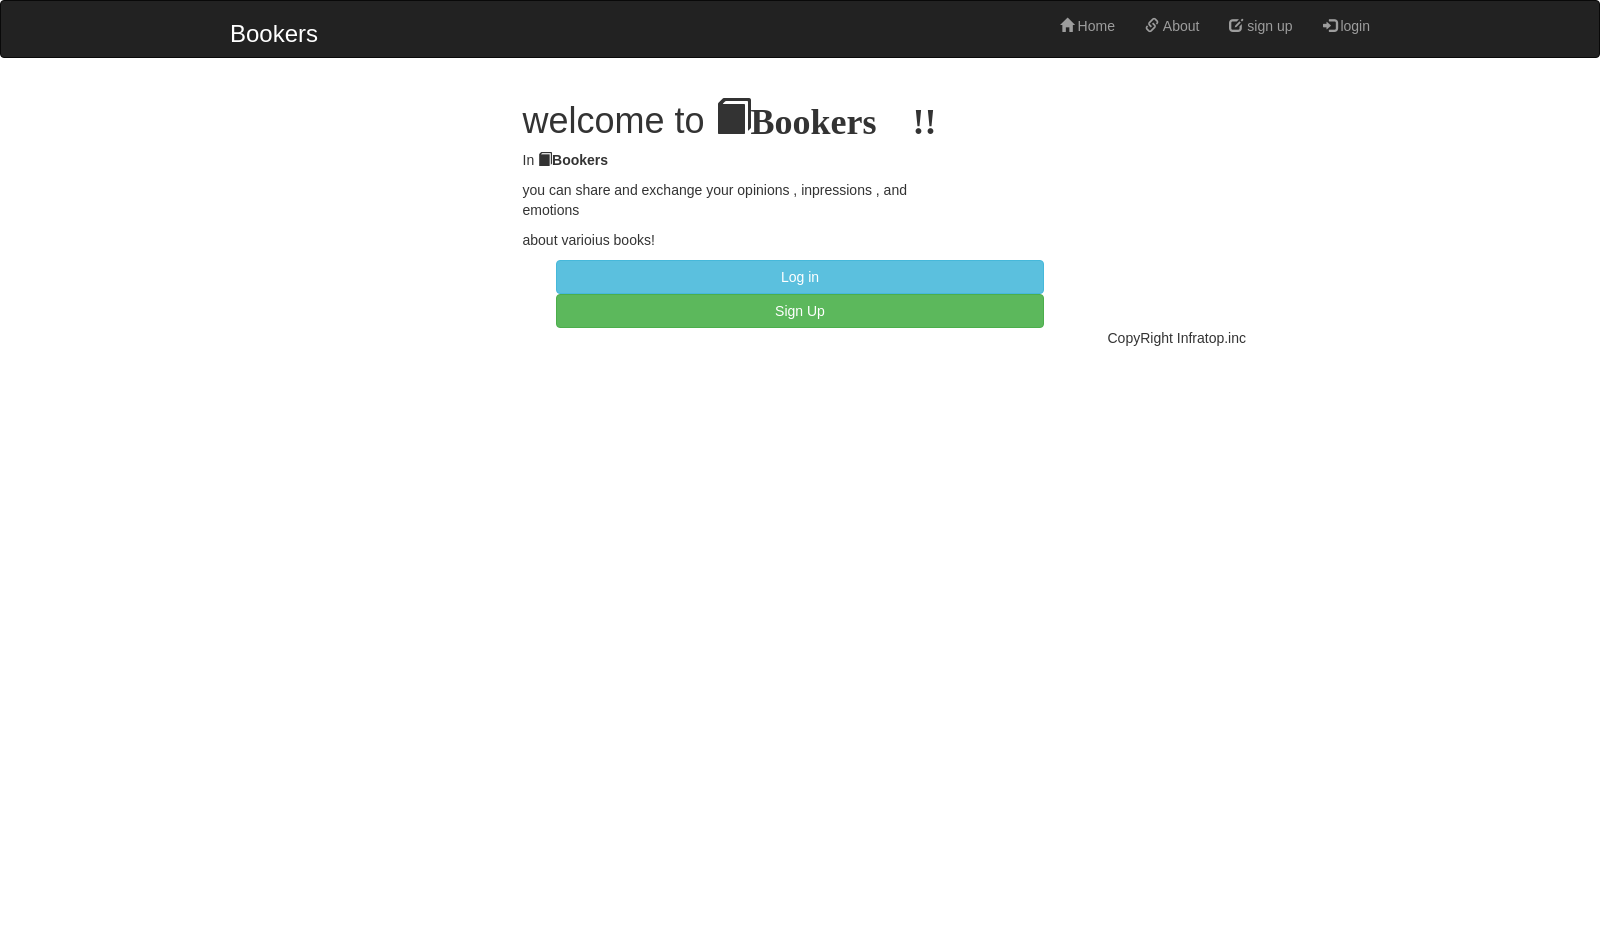 Bookers
Home About sign up login
welcome to Bookers !!
In Bookers
you can share and exchange your opinions , inpressions , and
emotions
about varioius books!
Log in
Sign Up
CopyRight Infratop.inc